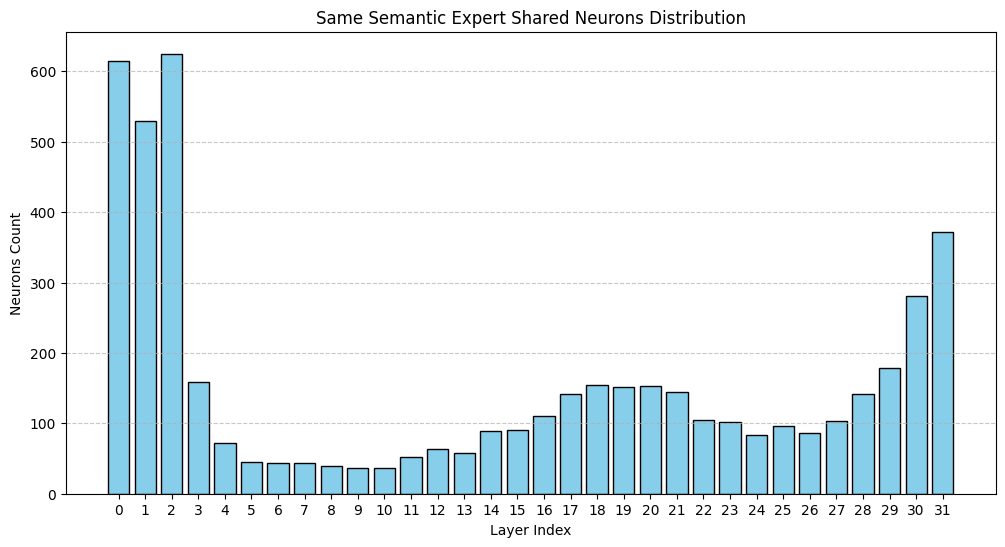 Same Semantic Expert Shared Neurons Distribution
Neurons Count
600
500
400
300
200
100
0
0 1 2 3 4 5 6 7 8 9 10 11 12 13 14 15 16 17 18 19 20 21 22 23 24 25 26 27 28 29 30 31
Layer Index